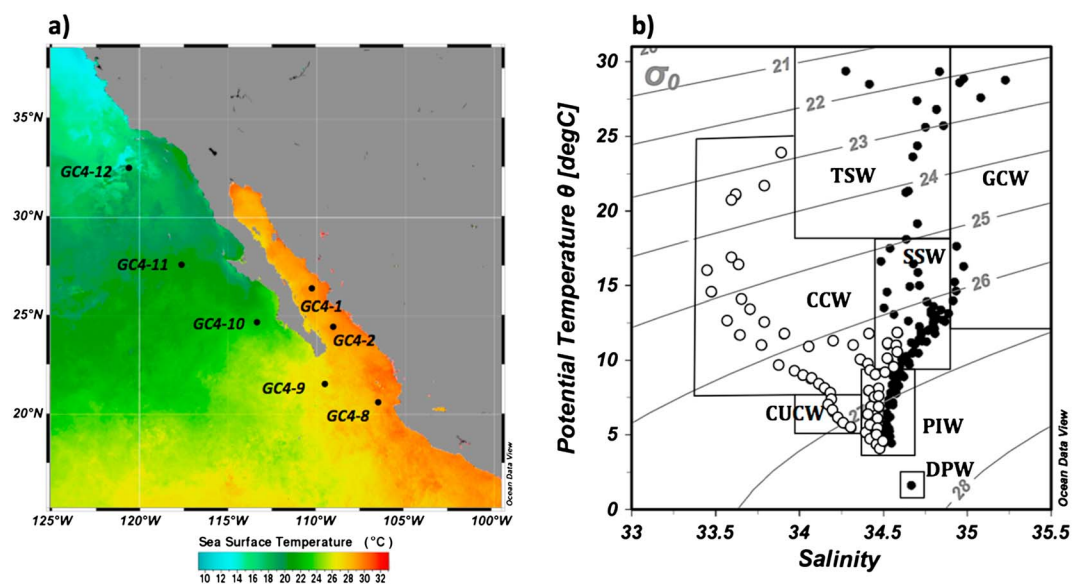 a)
35°N
30°N
25°N
20°N
125°W
120°W
115°W
110°W
105°W
100°W
GC4-12
GC4-11
GC4-10
GC4-1
GC4-2
GC4-9
GC4-8
Ocean Data View
Sea Surface Temperature (°C)
10 12 14 16 18 20 22 24 26 28 30 32
b)
Potential Temperature θ [degC]
30
25
20
15
10
5
0
σ0
20
21
22
23
24
25
26
27
28
TSW
GCW
SSW
CCW
CUCW
PIW
DPW
33
33.5
34
34.5
35
35.5
Salinity
Ocean Data View